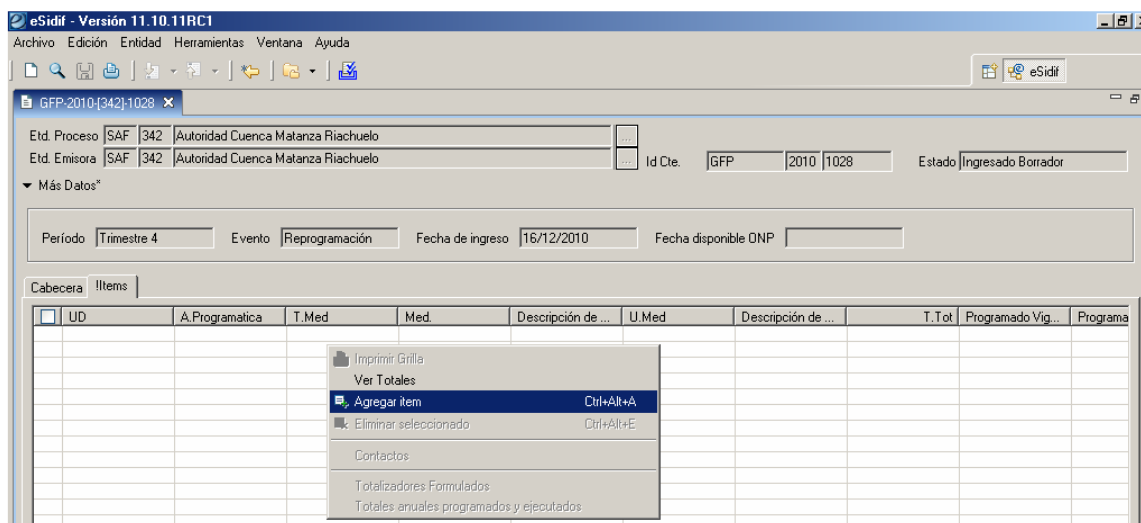 eSidif - Versión 11.10.11RC1
Archivo Edición Entidad Herramientas Ventana Ayuda
eSidif
GFP-2010-[342]-1028
Etd. Proceso SAF 342 Autoridad Cuenca Matanza Riachuelo ...
Etd. Emisora SAF 342 Autoridad Cuenca Matanza Riachuelo ... Id Cte. GFP 2010 1028 Estado Ingresado Borrador
Más Datos*
Período Trimestre 4 Evento Reprogramación Fecha de ingreso 16/12/2010 Fecha disponible ONP
Cabecera !Items
UD A.Programatica T.Med Med. Descripción de ... U.Med Descripción de ... T.Tot Programado Vig... Programa
Imprimir Grilla
Ver Totales
Agregar item Ctrl+Alt+A
Eliminar seleccionado Ctrl+Alt+E
Contactos
Totalizadores Formulados
Totales anuales programados y ejecutados